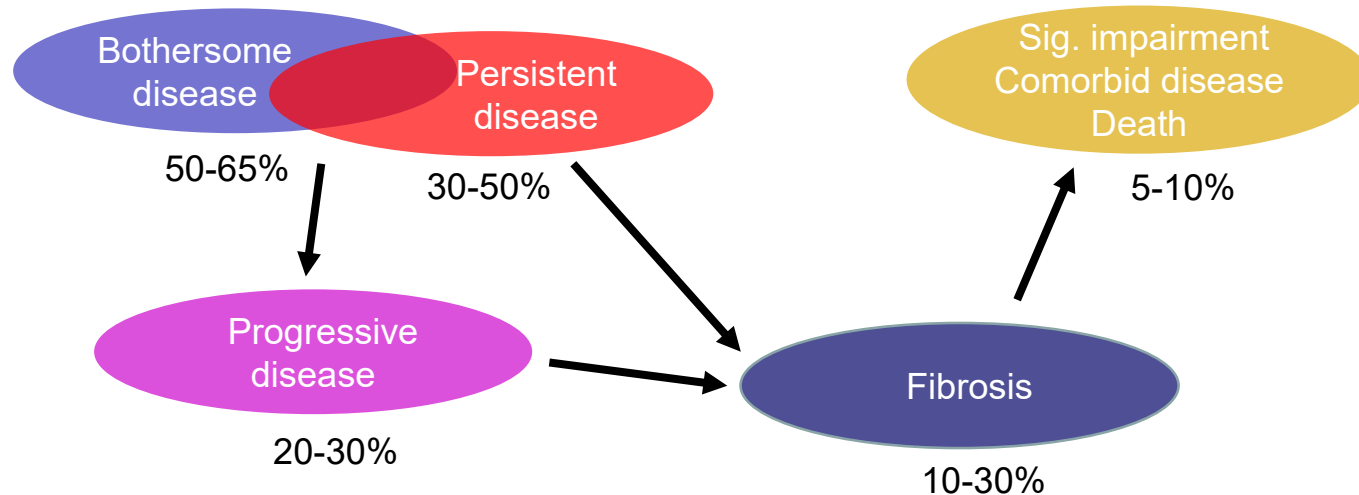 Bothersome
disease
50-65%
Persistent
disease
30-50%
Sig. impairment
Comorbid disease
Death
5-10%
Progressive
disease
20-30%
Fibrosis
10-30%